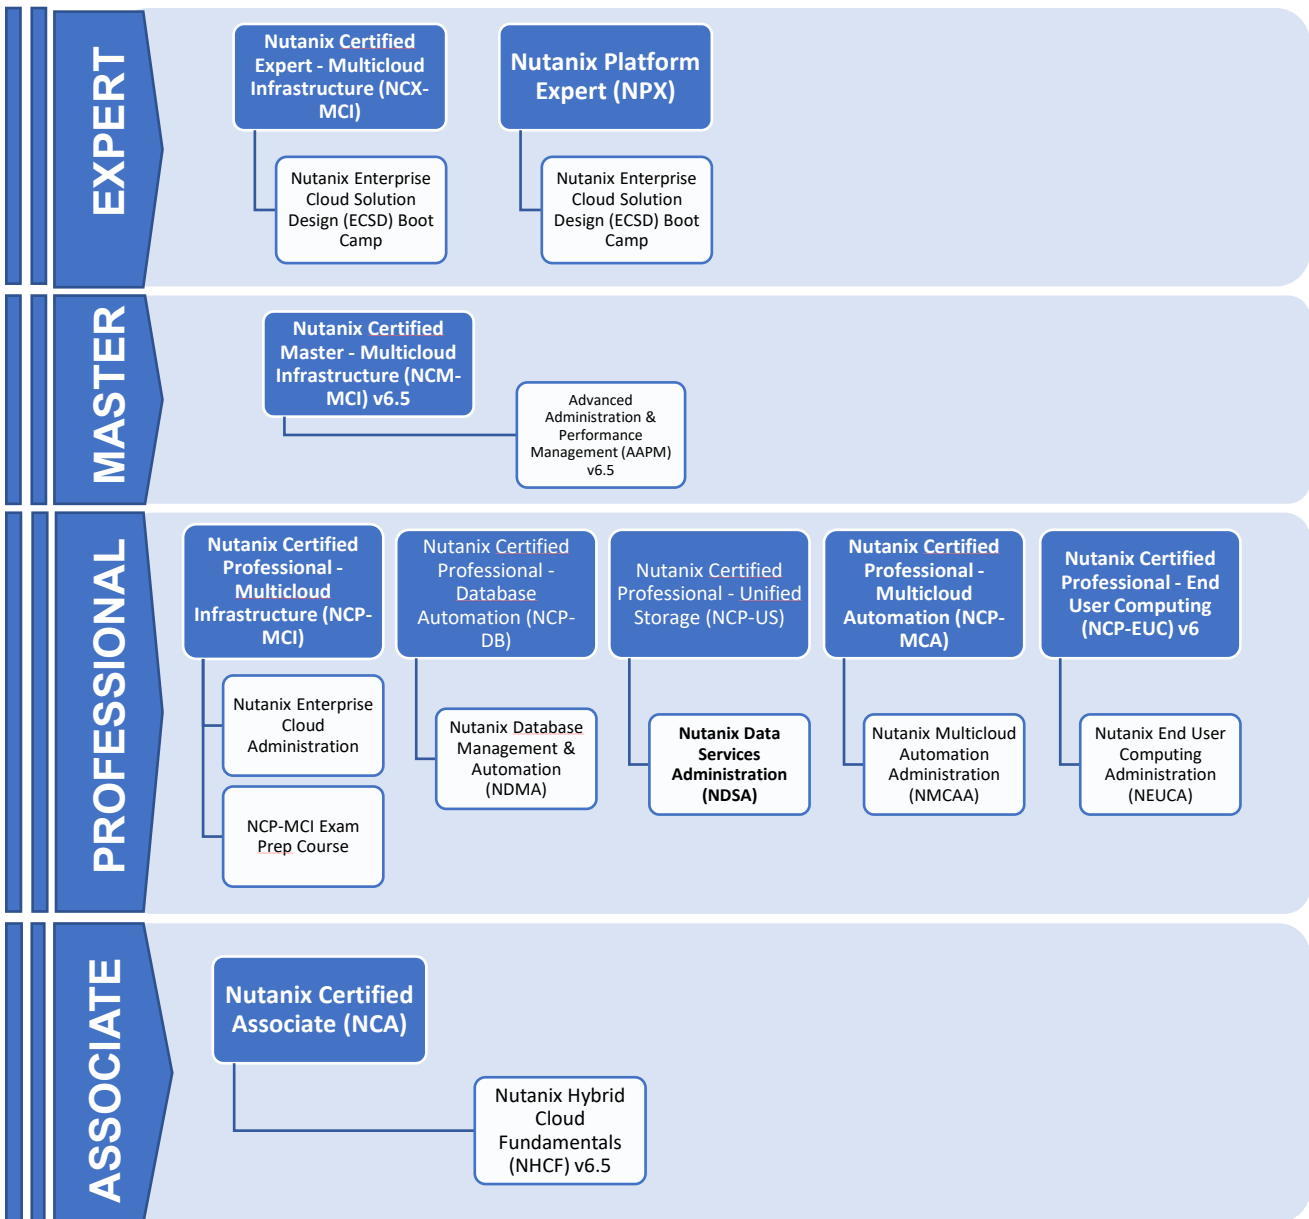 EXPERT
Nutanix Certified
Expert - Multicloud
Infrastructure (NCX-
MCI)
Nutanix Enterprise
Cloud Solution
Design (ECSD) Boot
Camp
Nutanix Platform
Expert (NPX)
Nutanix Enterprise
Cloud Solution
Design (ECSD) Boot
Camp
MASTER
Nutanix Certified
Master - Multicloud
Infrastructure (NCM-
MCI) v6.5
Advanced
Administration &
Performance
Management (AAPM)
v6.5
PROFESSIONAL
Nutanix Certified
Professional -
Multicloud
Infrastructure (NCP-
MCI)
Nutanix Enterprise
Cloud
Administration
NCP-MCI Exam
Prep Course
Nutanix Certified
Professional -
Database
Automation (NCP-
DB)
Nutanix Database
Management &
Automation
(NDMA)
Nutanix Certified
Professional - Unified
Storage (NCP-US)
Nutanix Data
Services
Administration
(NDSA)
Nutanix Certified
Professional -
Multicloud
Automation (NCP-
MCA)
Nutanix Multicloud
Automation
Administration
(NMCAA)
Nutanix Certified
Professional - End
User Computing
(NCP-EUC) v6
Nutanix End User
Computing
Administration
(NEUCA)
ASSOCIATE
Nutanix Certified
Associate (NCA)
Nutanix Hybrid
Cloud
Fundamentals
(NHCF) v6.5